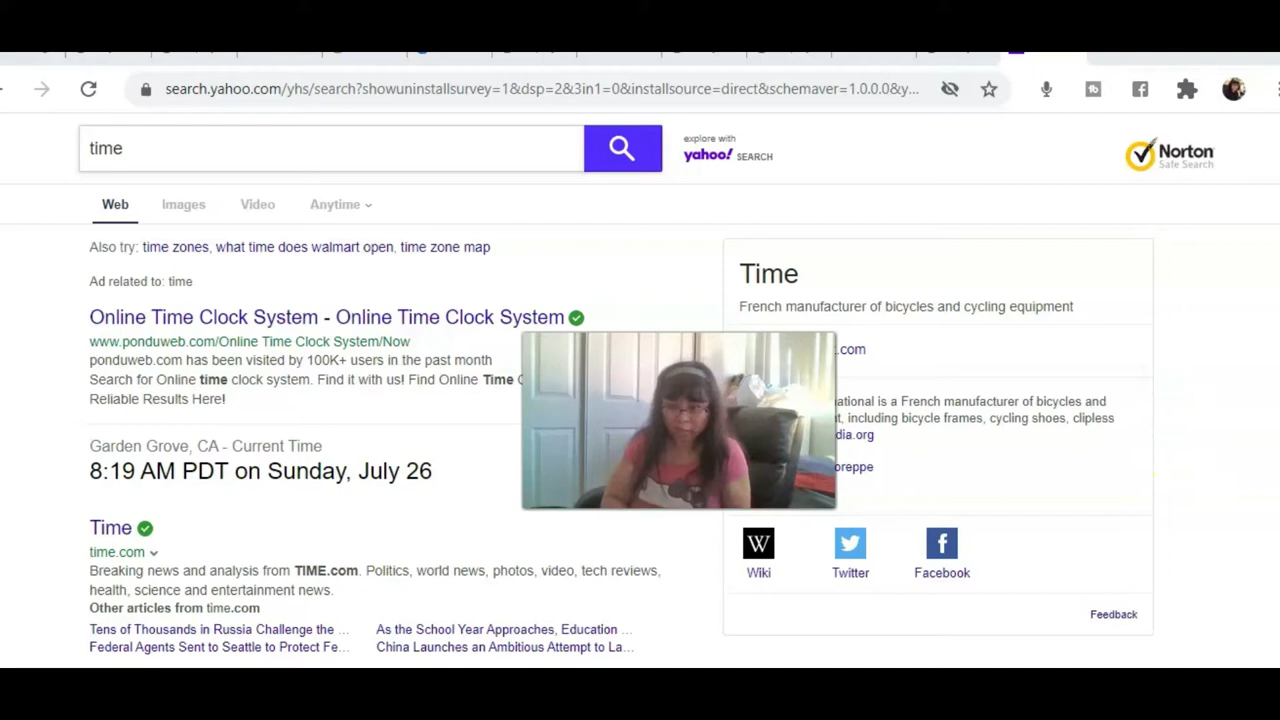 search.yahoo.com/yhs/search?showuninstallsurvey=1&dsp=2&3in1=0&installsource=direct&schemaver=1.0.0.0&y...
time
explore with
yahoo! SEARCH
Norton
Safe Search
Web Images Video Anytime
Also try: time zones, what time does walmart open, time zone map
Ad related to: time
Online Time Clock System - Online Time Clock System
www.ponduweb.com/Online Time Clock System/Now
ponduweb.com has been visited by 100K+ users in the past month
Search for Online time clock system. Find it with us! Find Online Time
Reliable Results Here!
Garden Grove, CA - Current Time
8:19 AM PDT on Sunday, July 26
Time
time.com
Breaking news and analysis from TIME.com. Politics, world news, photos, video, tech reviews,
health, science and entertainment news.
Other articles from time.com
Tens of Thousands in Russia Challenge the ...
As the School Year Approaches, Education ...
Federal Agents Sent to Seattle to Protect Fe...
China Launches an Ambitious Attempt to La...
Time
French manufacturer of bicycles and cycling equipment
.com
national is a French manufacturer of bicycles and
, including bicycle frames, cycling shoes, clipless
dia.org
oreppe
W
Wiki
Twitter
f
Facebook
Feedback